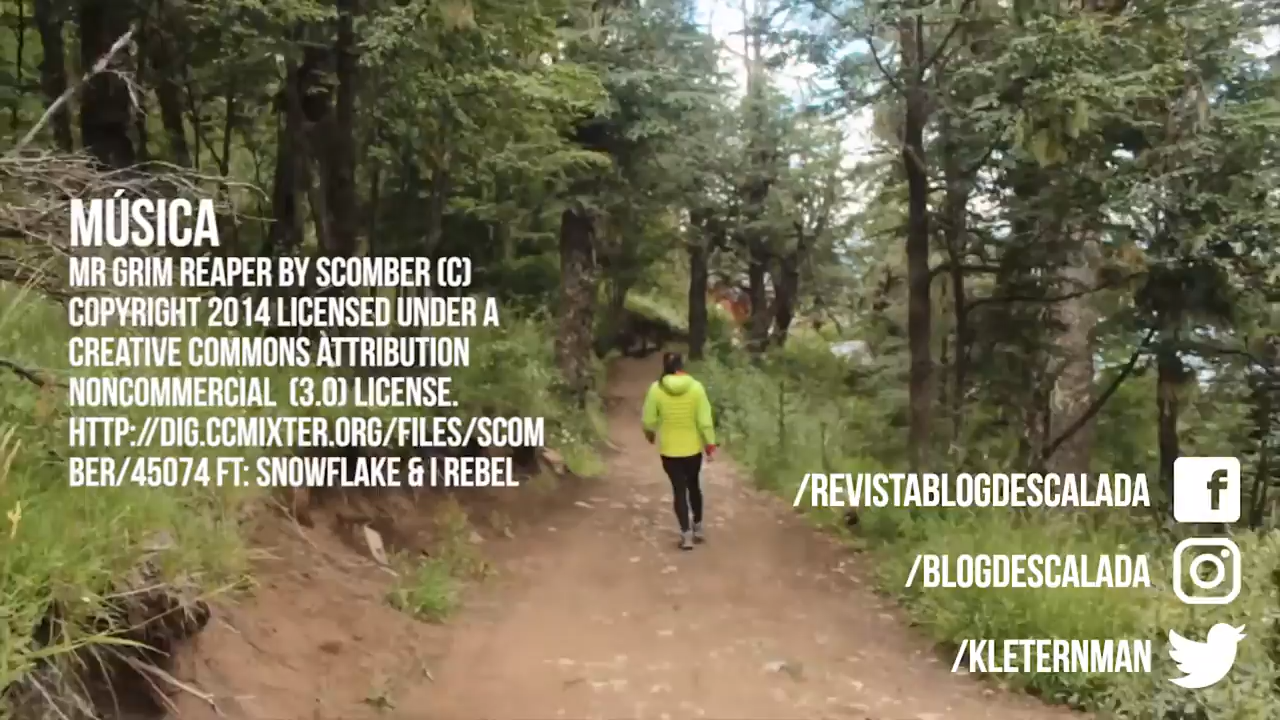 MÚSICA
MR GRIM REAPER BY SCOMBER (C)
COPYRIGHT 2014 LICENSED UNDER A
CREATIVE COMMONS ÀTTRIBUTION
NONCOMMERCIAL (3.0) LICENSE.
HTTP://DIG.CCMIXTER.ORG/FILES/SCOM
BER/45074 FT: SNOWFLAKE & I REBEL
/REVISTABLOGDESCALADA
/BLOGDESCALADA
/KLETERNMAN